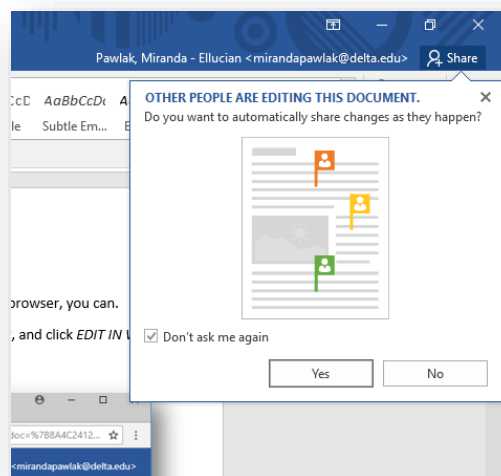 Pawlak, Miranda - Ellucian <mirandapawlak@delta.edu> Share
AaBbCcDc
Subtle Em...
OTHER PEOPLE ARE EDITING THIS DOCUMENT.
Do you want to automatically share changes as they happen?
Don't ask me again
Yes No
browser, you can.
, and click EDIT IN
doc=%7B8A4C2412...
<mirandapawlak@delta.edu>